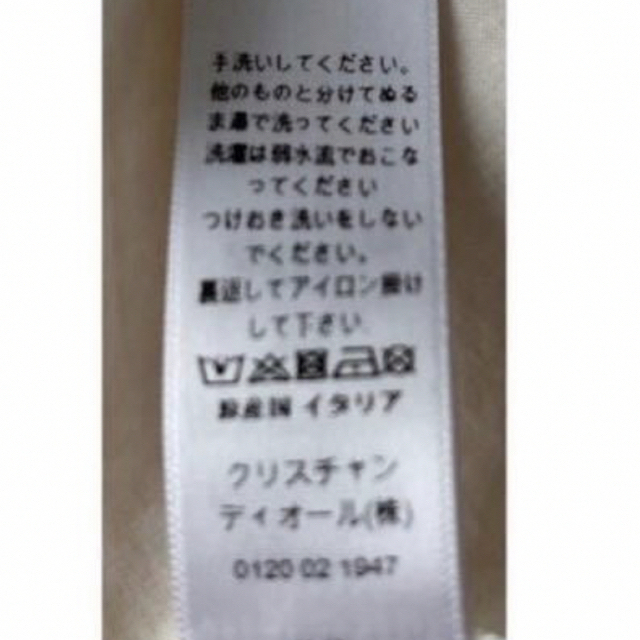 手洗いしてください。
他のものと分けてぬる
ま湯で洗ってください
洗濯は弱水流でおこな
ってください
つけおき洗いをしない
でください。
裏返してアイロン掛け
して下さい
原産国 イタリア
クリスチャン
ディオール(株)
0120 02 1947